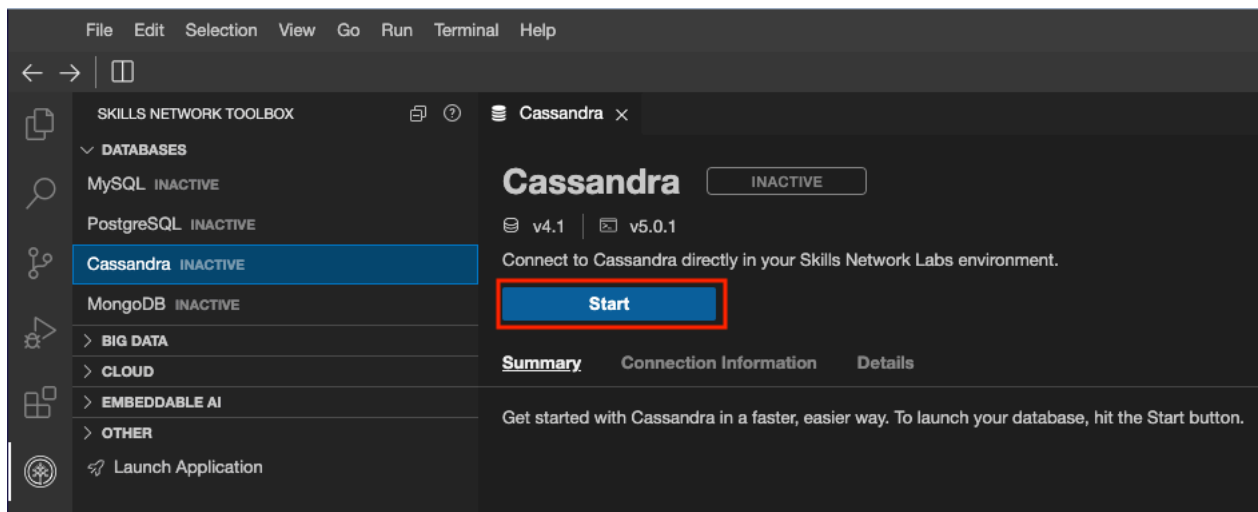 File Edit Selection View Go Run Terminal Help
SKILLS NETWORK TOOLBOX
DATABASES
MySQL INACTIVE
PostgreSQL INACTIVE
Cassandra INACTIVE
MongoDB INACTIVE
BIG DATA
CLOUD
EMBEDDABLE AI
OTHER
Launch Application
Cassandra
Cassandra INACTIVE
v4.1 v5.0.1
Connect to Cassandra directly in your Skills Network Labs environment.
Start
Summary Connection Information Details
Get started with Cassandra in a faster, easier way. To launch your database, hit the Start button.